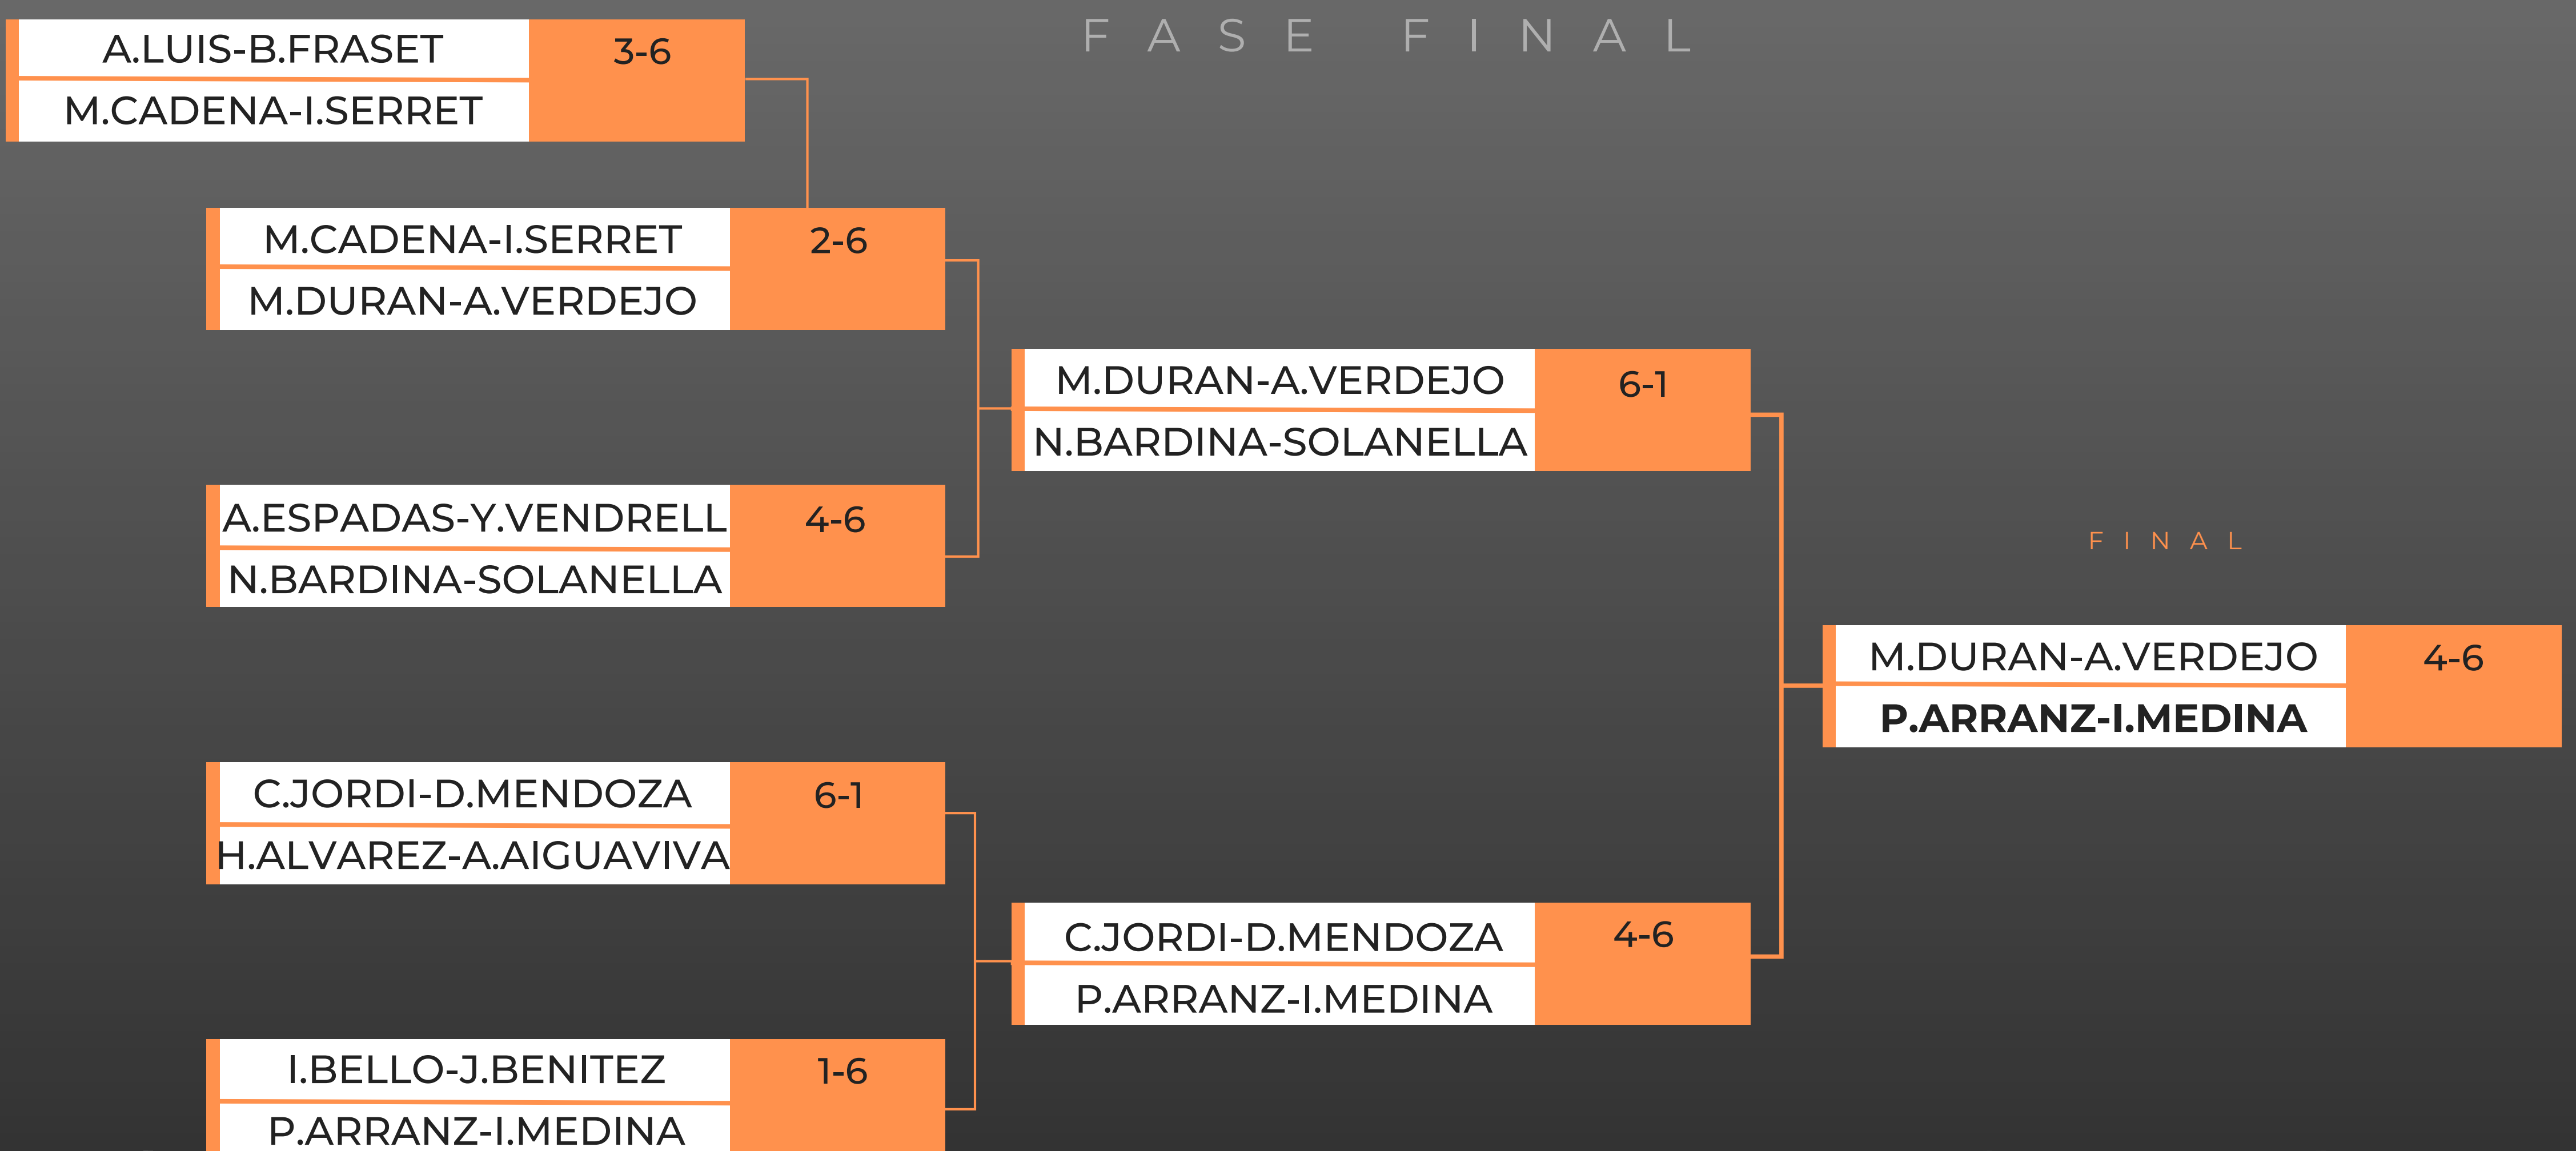 FASE FINAL
A.LUIS-B.FRASET 3-6
M.CADENA-I.SERRET
M.CADENA-I.SERRET 2-6
M.DURAN-A.VERDEJO
M.DURAN-A.VERDEJO 6-1
N.BARDINA-SOLANELLA
A.ESPADAS-Y.VENDRELL 4-6
N.BARDINA-SOLANELLA
FINAL
M.DURAN-A.VERDEJO 4-6
P.ARRANZ-I.MEDINA
C.JORDI-D.MENDOZA 6-1
H.ALVAREZ-A.AIGUAVIVA
C.JORDI-D.MENDOZA 4-6
P.ARRANZ-I.MEDINA
I.BELLO-J.BENITEZ 1-6
P.ARRANZ-I.MEDINA